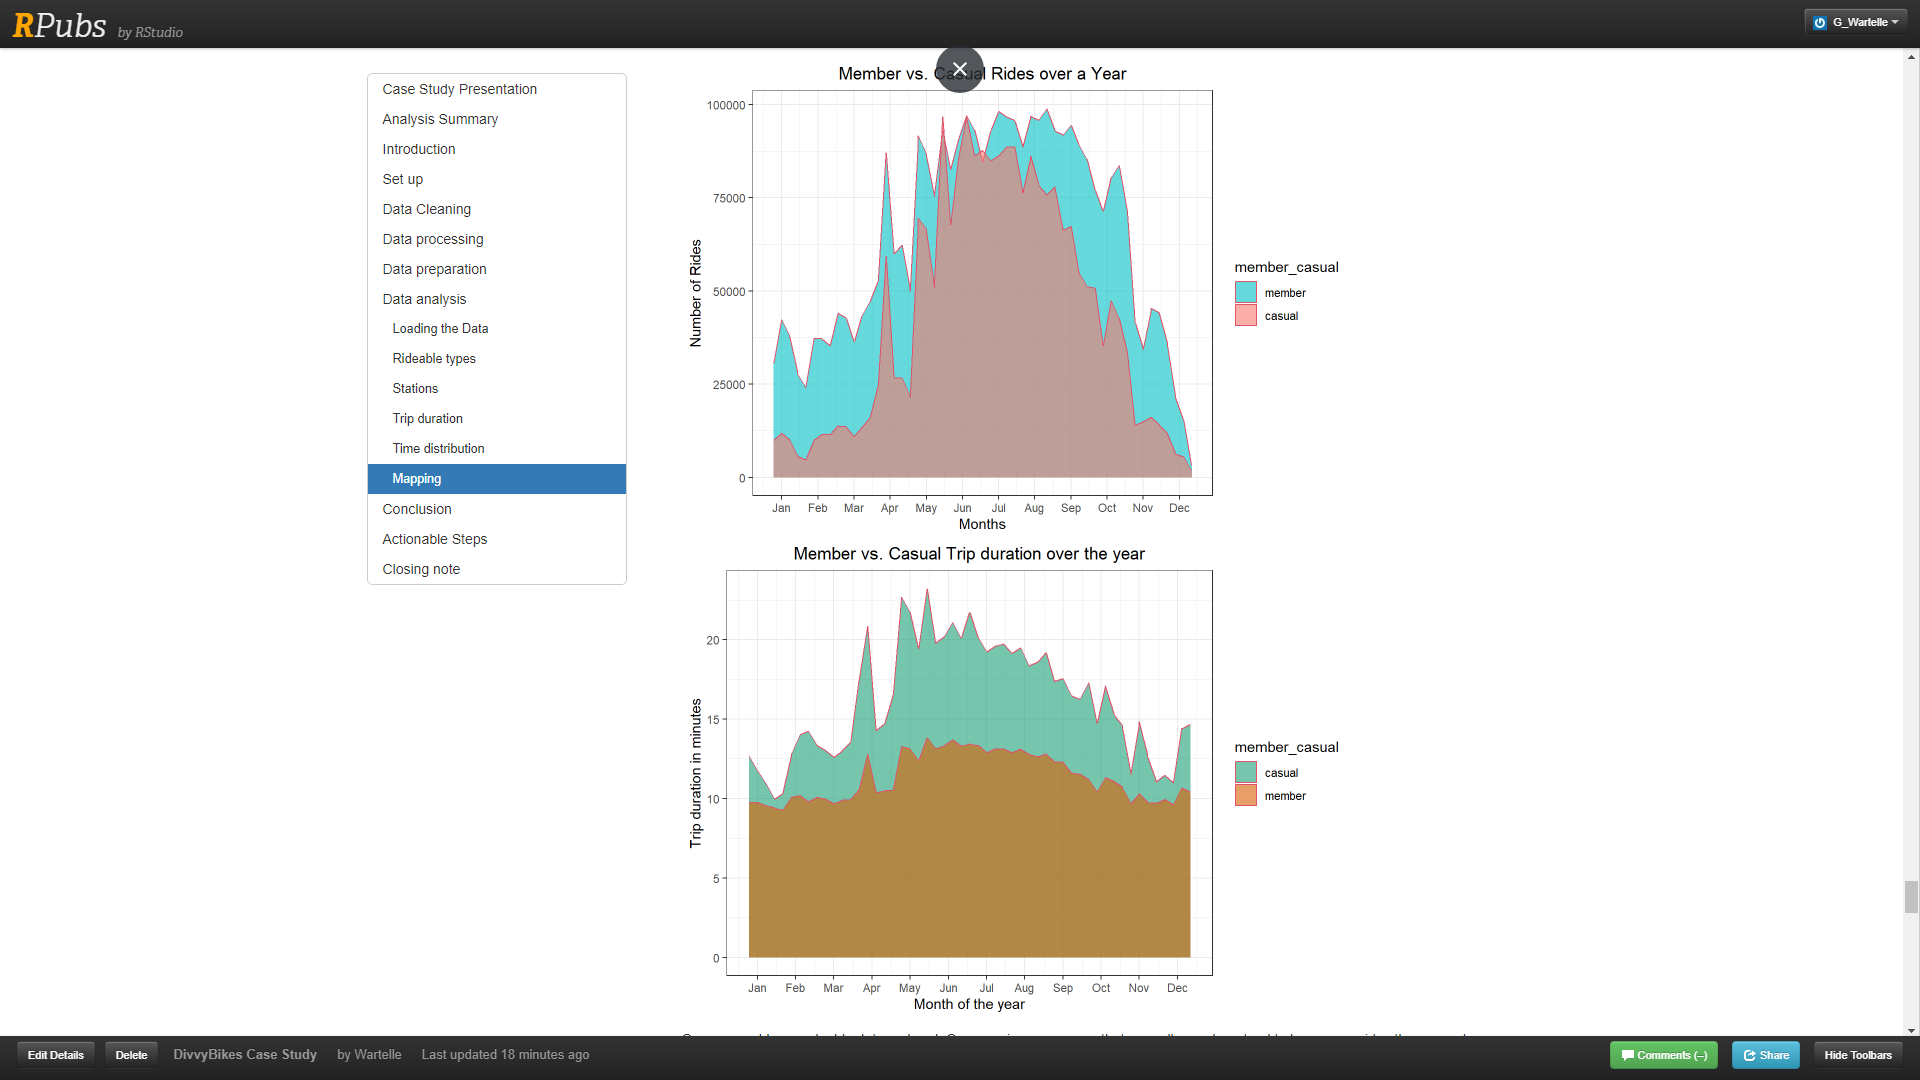 RPubs by RStudio
G_Wartelle
Case Study Presentation
Analysis Summary
Introduction
Set up
Data Cleaning
Data processing
Data preparation
Data analysis
Loading the Data
Rideable types
Stations
Trip duration
Time distribution
Mapping
Conclusion
Actionable Steps
Closing note
Member vs. Casual Rides over a Year
100000
75000
50000
25000
0
Number of Rides
Jan Feb Mar Apr May Jun Jul Aug Sep Oct Nov Dec
Months
member_casual
member
casual
Member vs. Casual Trip duration over the year
20
15
10
5
0
Trip duration in minutes
Jan Feb Mar Apr May Jun Jul Aug Sep Oct Nov Dec
Month of the year
member_casual
casual
member
Edit Details Delete DivvyBikes Case Study by Wartelle Last updated 18 minutes ago
Comments (–) Share Hide Toolbars